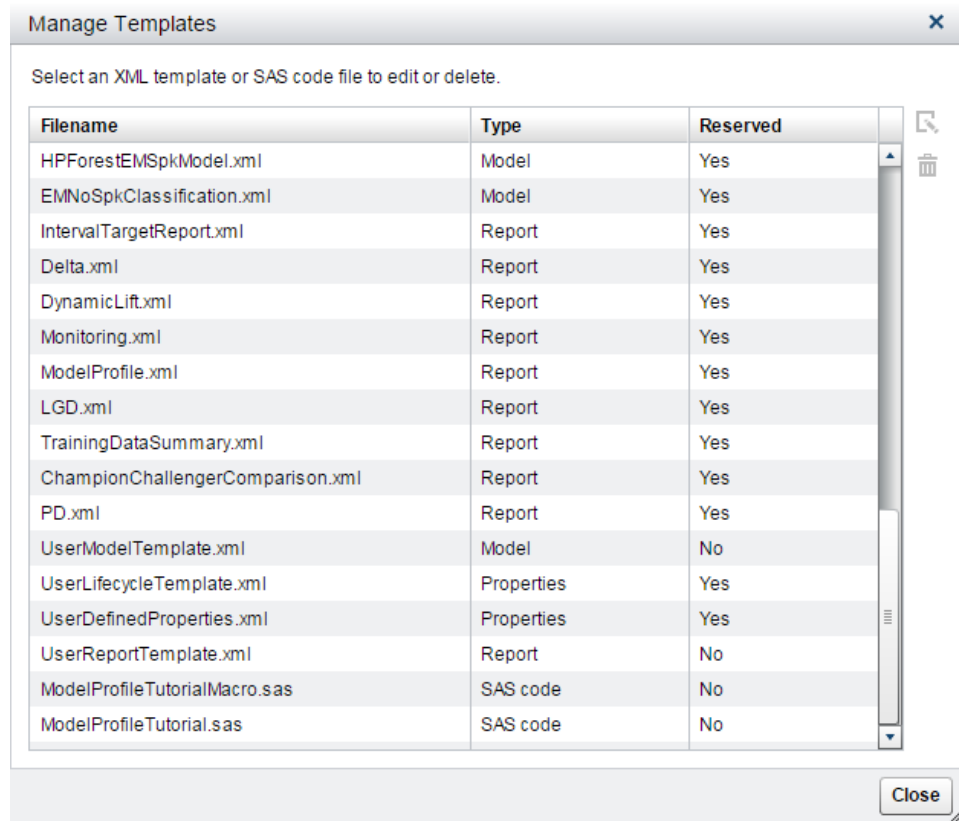 Manage Templates
Select an XML template or SAS code file to edit or delete.
Filename Type Reserved
HPForestEMSpkModel.xml Model Yes
EMNoSpkClassification.xml Model Yes
IntervalTargetReport.xml Report Yes
Delta.xml Report Yes
DynamicLift.xml Report Yes
Monitoring.xml Report Yes
ModelProfile.xml Report Yes
LGD.xml Report Yes
TrainingDataSummary.xml Report Yes
ChampionChallengerComparison.xml Report Yes
PD.xml Report Yes
UserModelTemplate.xml Model No
UserLifecycleTemplate.xml Properties Yes
UserDefinedProperties.xml Properties Yes
UserReportTemplate.xml Report No
ModelProfileTutorialMacro.sas SAS code No
ModelProfileTutorial.sas SAS code No
Close